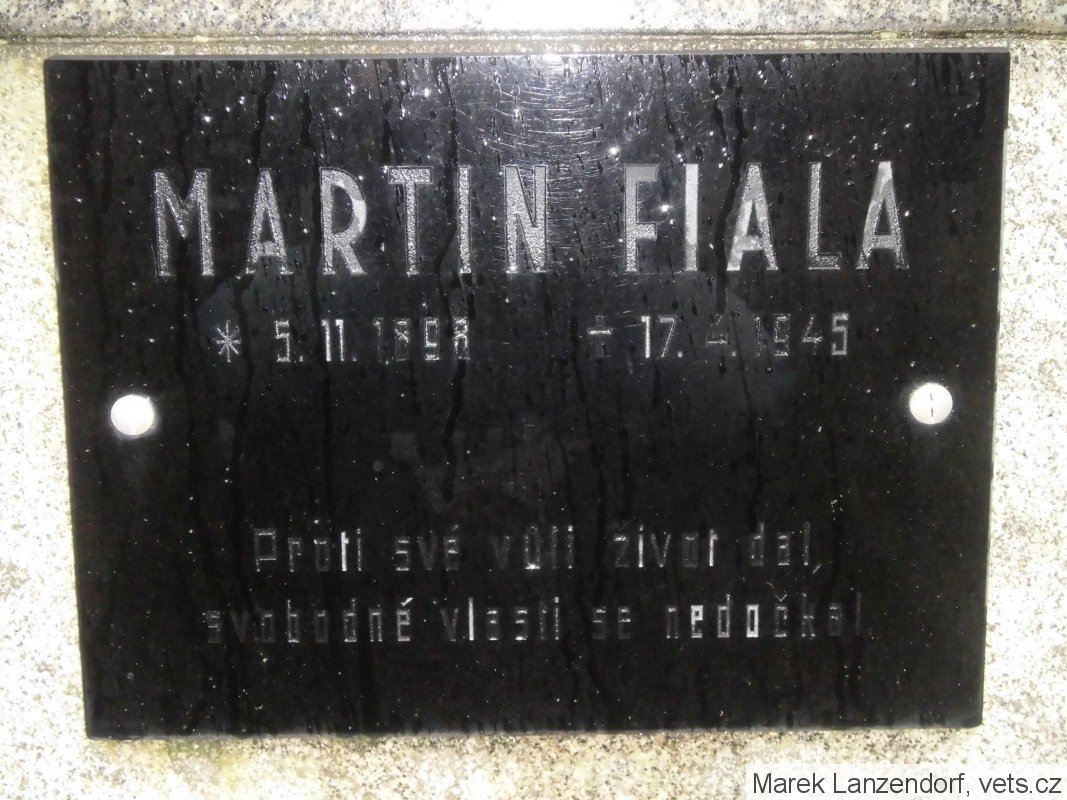 MARTIN FIALA
* 5. 11. 1898 † 17. 4. 1945
Proti své vůli život dal,
svobodné vlasti se nedočkal.
Marek Lanzendorf, vets.cz